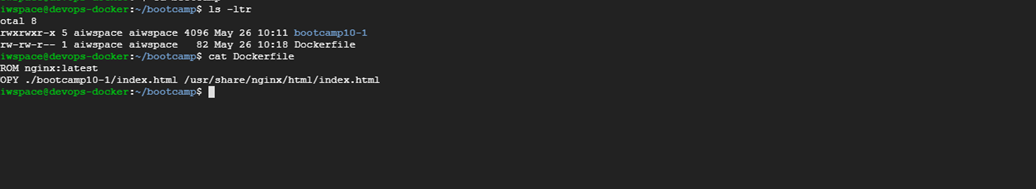 iwspace@devops-docker:~/bootcamp$ ls -ltr
otal 8
rwxrwxr-x 5 aiwspace aiwspace 4096 May 26 10:11 bootcamp10-1
rw-rw-r-- 1 aiwspace aiwspace   82 May 26 10:18 Dockerfile
iwspace@devops-docker:~/bootcamp$ cat Dockerfile
ROM nginx:latest
OPY ./bootcamp10-1/index.html /usr/share/nginx/html/index.html
iwspace@devops-docker:~/bootcamp$